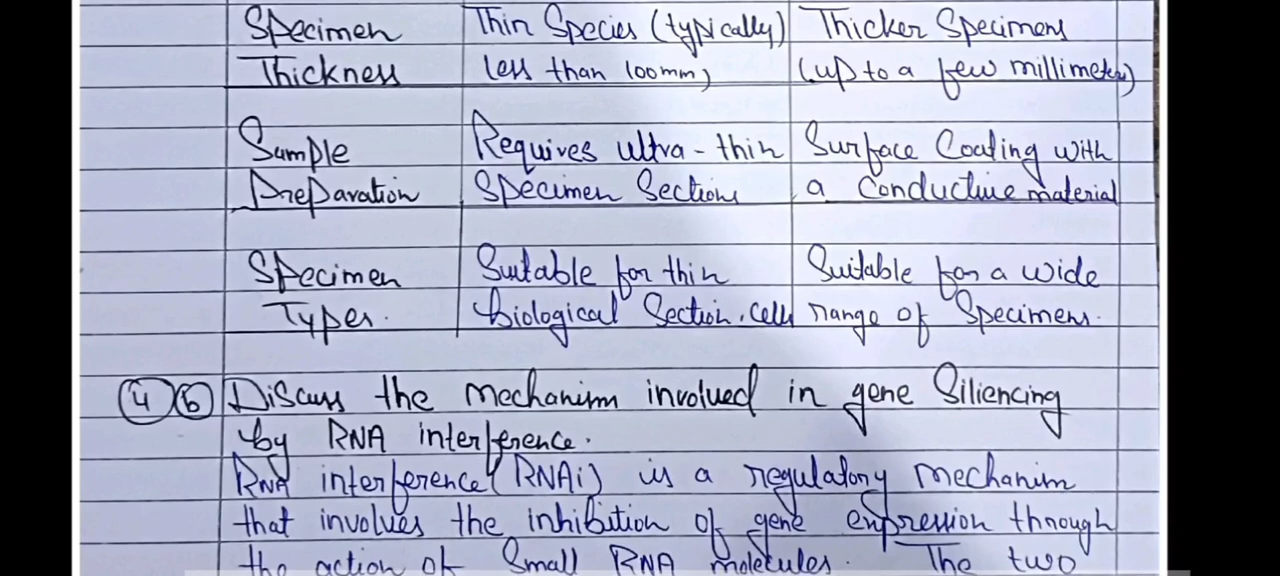 Specimen Thin Species (typically) Thicker Specimens
Thickness less than 100mm) (up to a few millimeter)
Sample Requires ultra-thin Surface Coating with
Preparation Specimen Sections a conductive material
Specimen Suitable for thin Suitable for a wide
Types. biological Section, cells range of Specimens.
4 b Discuss the mechanism involved in gene Siliencing
by RNA interference.
RNA interference (RNAi) is a regulatory mechanism
that involves the inhibition of gene expression through
the action of Small RNA molecules. The two